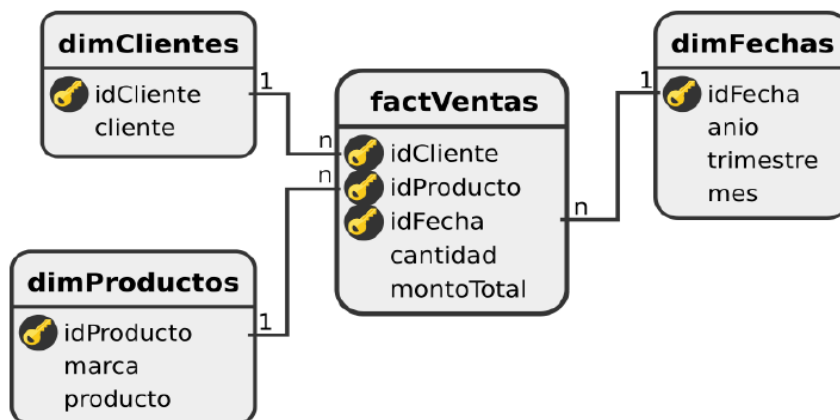 dimClientes
idCliente
cliente
1
n
factVentas
idCliente
idProducto
idFecha
cantidad
montoTotal
n
n
1
dimFechas
idFecha
anio
trimestre
mes
dimProductos
idProducto
marca
producto
1